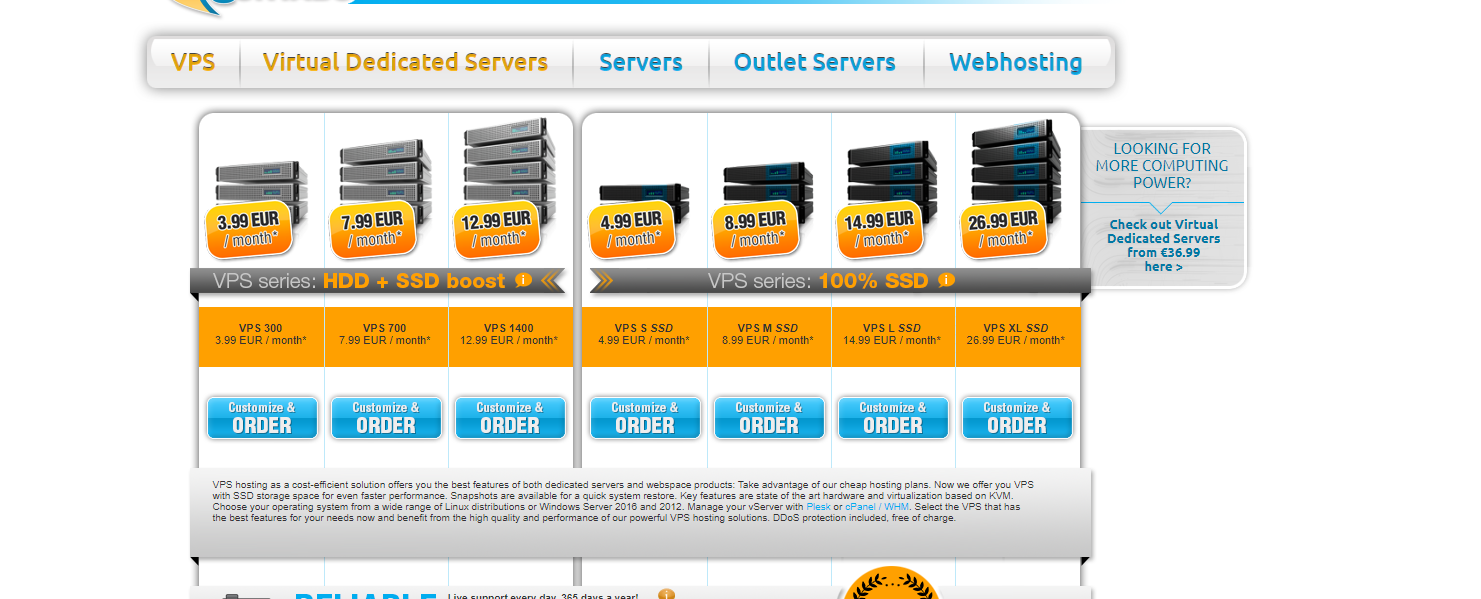 VPS
Virtual Dedicated Servers
Servers
Outlet Servers
Webhosting
3.99 EUR
/ month*
7.99 EUR
/ month*
12.99 EUR
/ month*
4.99 EUR
/ month*
8.99 EUR
/ month*
14.99 EUR
/ month*
26.99 EUR
/ month*
LOOKING FOR
MORE COMPUTING
POWER?
Check out Virtual
Dedicated Servers
from €36.99
here >
VPS series: HDD + SSD boost i
VPS series: 100% SSD i
VPS 300
3.99 EUR / month*
VPS 700
7.99 EUR / month*
VPS 1400
12.99 EUR / month*
VPS S SSD
4.99 EUR / month*
VPS M SSD
8.99 EUR / month*
VPS L SSD
14.99 EUR / month*
VPS XL SSD
26.99 EUR / month*
Customize &
ORDER
Customize &
ORDER
Customize &
ORDER
Customize &
ORDER
Customize &
ORDER
Customize &
ORDER
Customize &
ORDER
VPS hosting as a cost-efficient solution offers you the best features of both dedicated servers and webspace products: Take advantage of our cheap hosting plans. Now we offer you VPS
with SSD storage space for even faster performance. Snapshots are available for a quick system restore. Key features are state of the art hardware and virtualization based on KVM.
Choose your operating system from a wide range of Linux distributions or Windows Server 2016 and 2012. Manage your vServer with Plesk or cPanel / WHM. Select the VPS that has
the best features for your needs now and benefit from the high quality and performance of our powerful VPS hosting solutions. DDoS protection included, free of charge.
RELIABLE
Live support every day, 365 days a year!